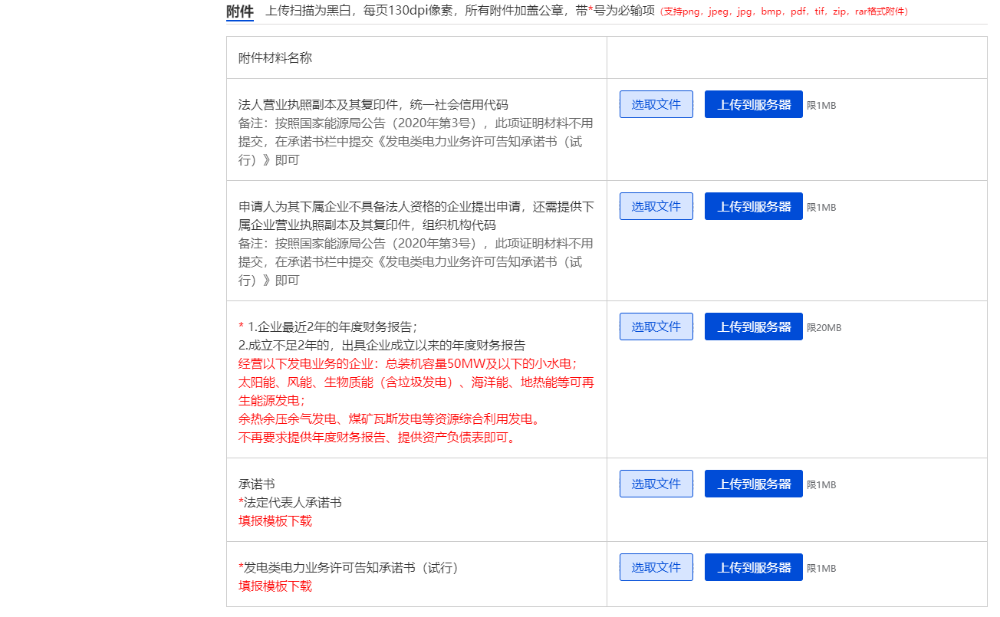 附件 上传扫描为黑白，每页130dpi像素，所有附件加盖公章，带*号为必输项（支持png，jpeg，jpg，bmp，pdf，tif，zip，rar格式附件）
附件材料名称
法人营业执照副本及其复印件，统一社会信用代码
备注：按照国家能源局公告（2020年第3号），此项证明材料不用
提交，在承诺书栏中提交《发电类电力业务许可告知承诺书（试
行）》即可
选取文件 上传到服务器 限1MB
申请人为其下属企业不具备法人资格的企业提出申请，还需提供下
属企业营业执照副本及其复印件，组织机构代码
备注：按照国家能源局公告（2020年第3号），此项证明材料不用
提交，在承诺书栏中提交《发电类电力业务许可告知承诺书（试
行）》即可
选取文件 上传到服务器 限1MB
* 1.企业最近2年的年度财务报告；
2.成立不足2年的，出具企业成立以来的年度财务报告
经营以下发电业务的企业：总装机容量50MW及以下的小水电；
太阳能、风能、生物质能（含垃圾发电）、海洋能、地热能等可再
生能源发电；
余热余压余气发电、煤矿瓦斯发电等资源综合利用发电。
不再要求提供年度财务报告、提供资产负债表即可。
选取文件 上传到服务器 限20MB
承诺书
*法定代表人承诺书
填报模板下载
选取文件 上传到服务器 限1MB
*发电类电力业务许可告知承诺书（试行）
填报模板下载
选取文件 上传到服务器 限1MB